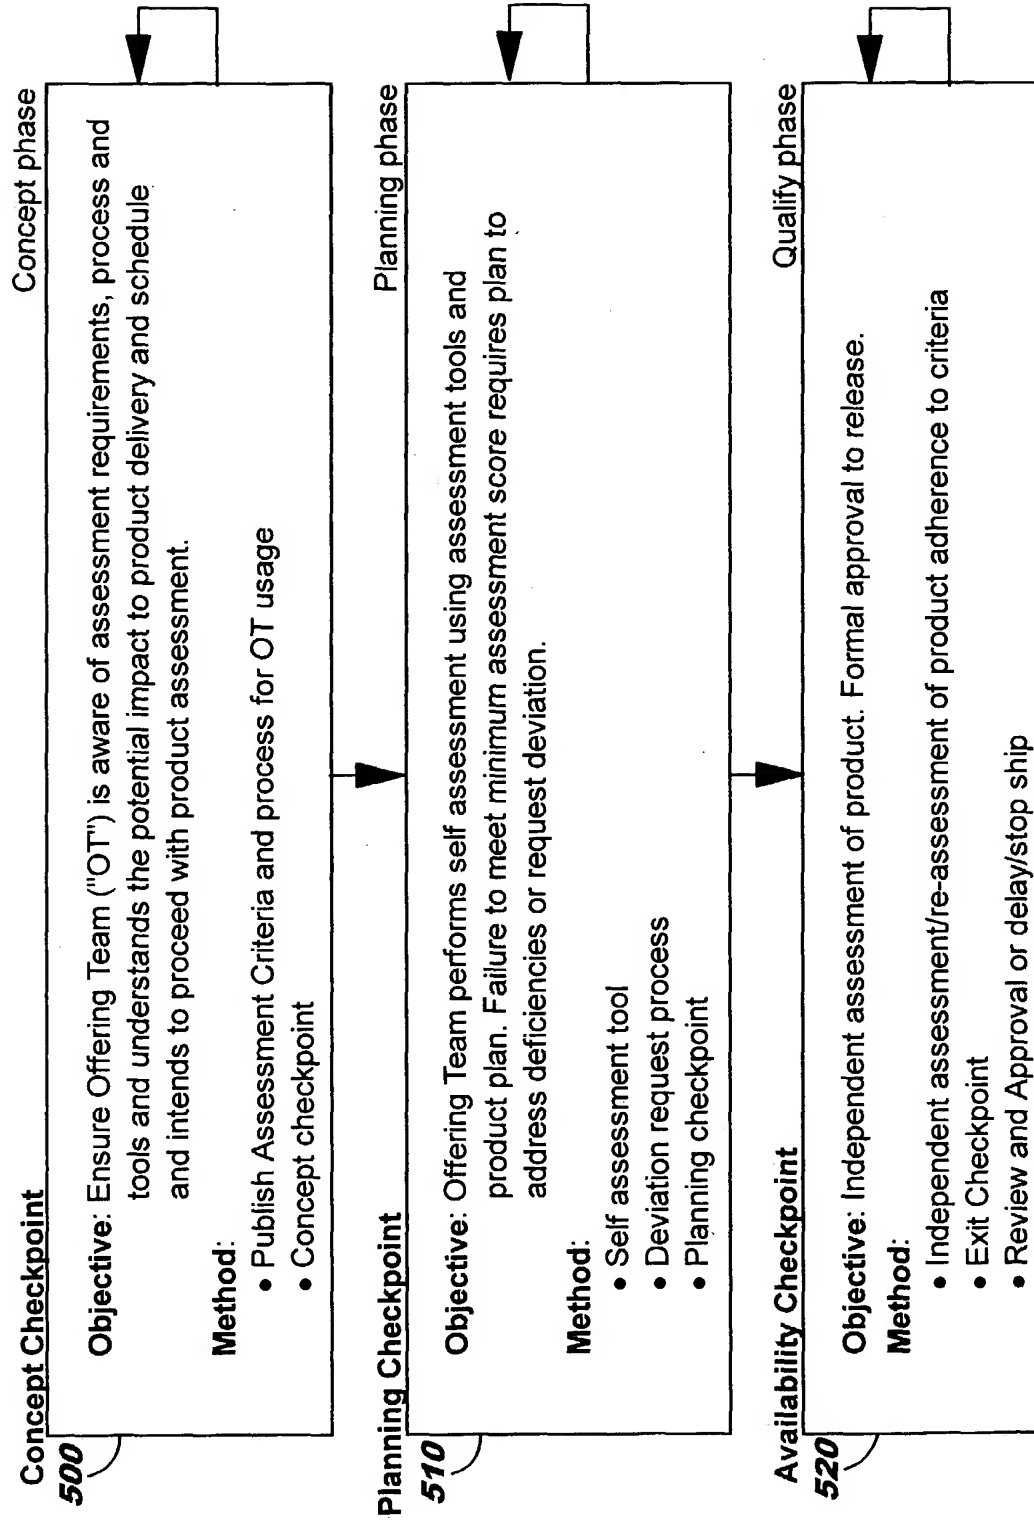 Concept Checkpoint
Concept phase
500
Objective: Ensure Offering Team ("OT") is aware of assessment requirements, process and
tools and understands the potential impact to product delivery and schedule
and intends to proceed with product assessment.
Method:
• Publish Assessment Criteria and process for OT usage
• Concept checkpoint
Planning Checkpoint
Planning phase
510
Objective: Offering Team performs self assessment using assessment tools and
product plan. Failure to meet minimum assessment score requires plan to
address deficiencies or request deviation.
Method:
• Self assessment tool
• Deviation request process
• Planning checkpoint
Availability Checkpoint
Qualify phase
520
Objective: Independent assessment of product. Formal approval to release.
Method:
• Independent assessment/re-assessment of product adherence to criteria
• Exit Checkpoint
• Review and Approval or delay/stop ship